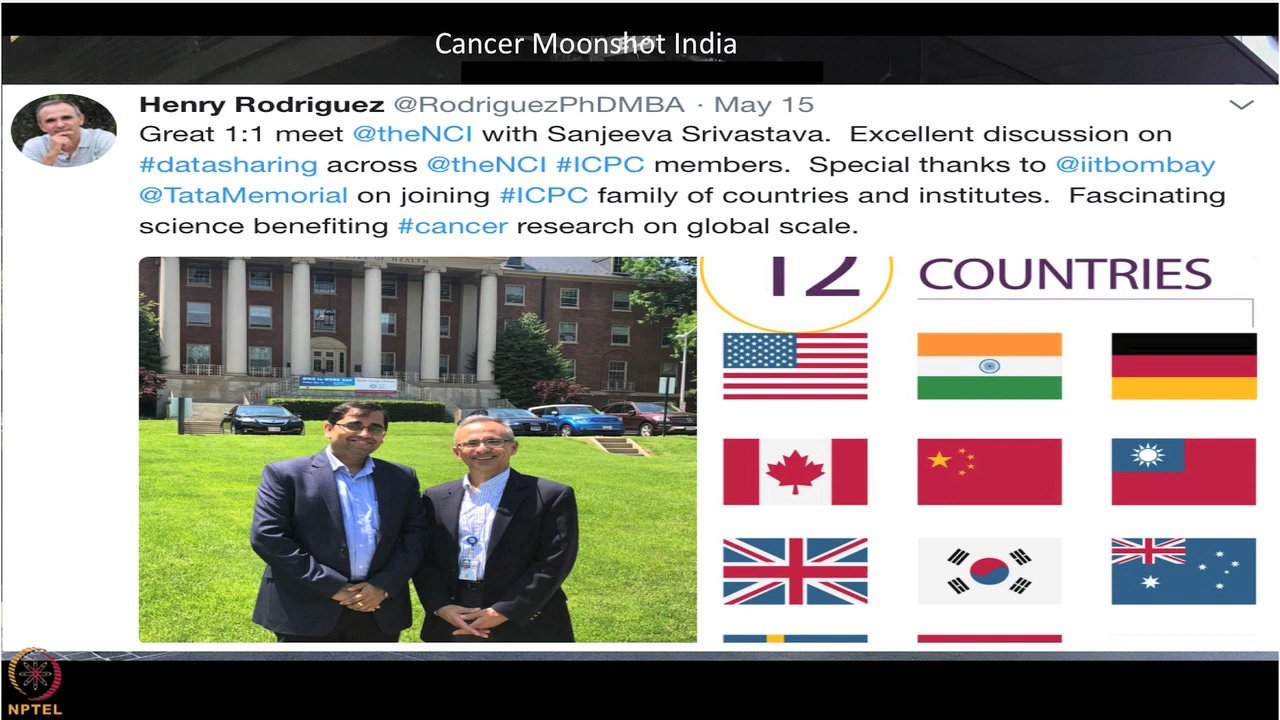 Cancer Moonshot India
Henry Rodriguez @RodriguezPhDMBA · May 15
Great 1:1 meet @theNCI with Sanjeeva Srivastava. Excellent discussion on
#datasharing across @theNCI #ICPC members. Special thanks to @iitbombay
@TataMemorial on joining #ICPC family of countries and institutes. Fascinating
science benefiting #cancer research on global scale.
12 COUNTRIES
OF HEALTH
NPTEL